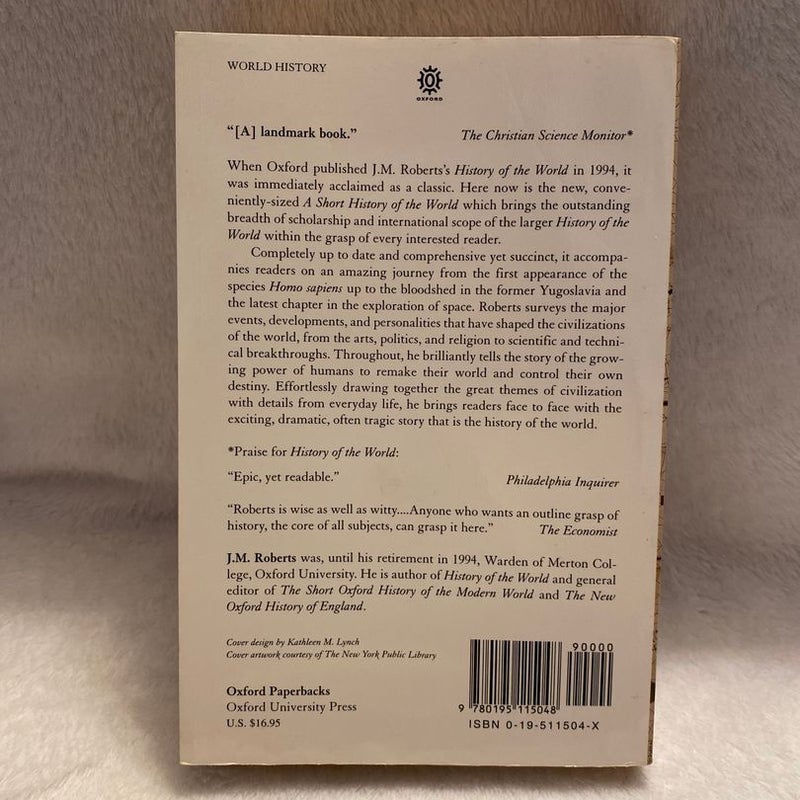 WORLD HISTORY
OXFORD
“[A] landmark book.” The Christian Science Monitor*
When Oxford published J.M. Roberts's History of the World in 1994, it
was immediately acclaimed as a classic. Here now is the new, conve-
niently-sized A Short History of the World which brings the outstanding
breadth of scholarship and international scope of the larger History of the
World within the grasp of every interested reader.
Completely up to date and comprehensive yet succinct, it accompa-
nies readers on an amazing journey from the first appearance of the
species Homo sapiens up to the bloodshed in the former Yugoslavia and
the latest chapter in the exploration of space. Roberts surveys the major
events, developments, and personalities that have shaped the civilizations
of the world, from the arts, politics, and religion to scientific and techni-
cal breakthroughs. Throughout, he brilliantly tells the story of the grow-
ing power of humans to remake their world and control their own
destiny. Effortlessly drawing together the great themes of civilization
with details from everyday life, he brings readers face to face with the
exciting, dramatic, often tragic story that is the history of the world.
*Praise for History of the World:
“Epic, yet readable.” Philadelphia Inquirer
“Roberts is wise as well as witty....Anyone who wants an outline grasp of
history, the core of all subjects, can grasp it here.” The Economist
J.M. Roberts was, until his retirement in 1994, Warden of Merton Col-
lege, Oxford University. He is author of History of the World and general
editor of The Short Oxford History of the Modern World and The New
Oxford History of England.
Cover design by Kathleen M. Lynch
Cover artwork courtesy of The New York Public Library
Oxford Paperbacks
Oxford University Press
U.S. $16.95
90000
9 780195 115048
ISBN 0-19-511504-X